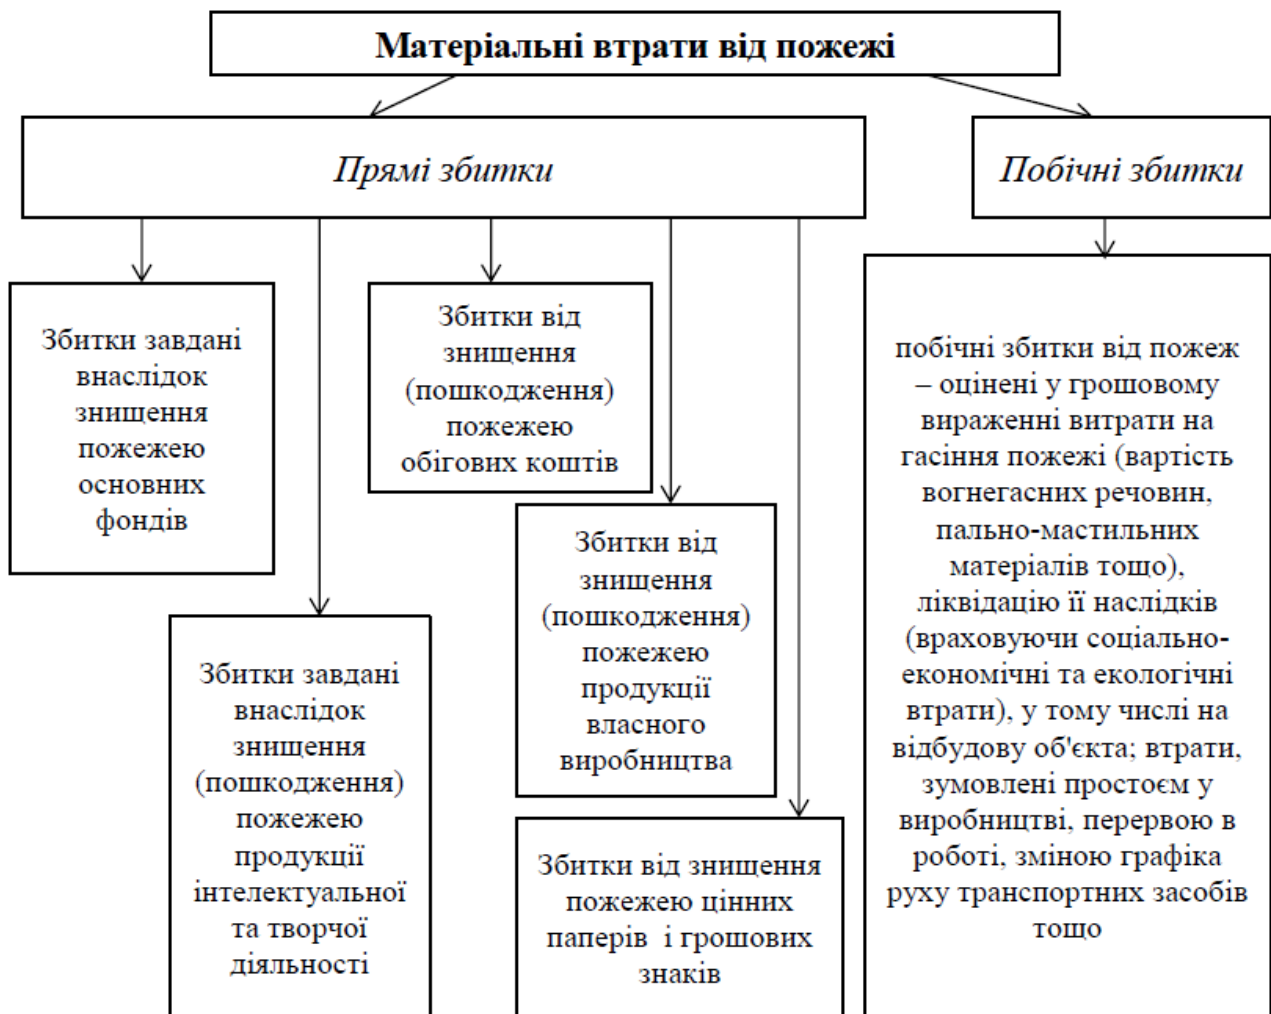 Матеріальні втрати від пожежі
Прямі збитки
Побічні збитки
Збитки завдані
внаслідок
знищення
пожежею
основних
фондів
Збитки завдані
внаслідок
знищення
(пошкодження)
пожежею
продукції
інтелектуальної
та творчої
діяльності
Збитки від
знищення
(пошкодження)
пожежею
обігових коштів
Збитки від
знищення
(пошкодження)
пожежею
продукції
власного
виробництва
Збитки від знищення
пожежею цінних
паперів і грошових
знаків
побічні збитки від пожеж
– оцінені у грошовому
вираженні витрати на
гасіння пожежі (вартість
вогнегасних речовин,
пально-мастильних
матеріалів тощо),
ліквідацію її наслідків
(враховуючи соціально-
економічні та екологічні
втрати), у тому числі на
відбудову об'єкта; втрати,
зумовлені простоєм у
виробництві, перервою в
роботі, зміною графіка
руху транспортних засобів
тощо